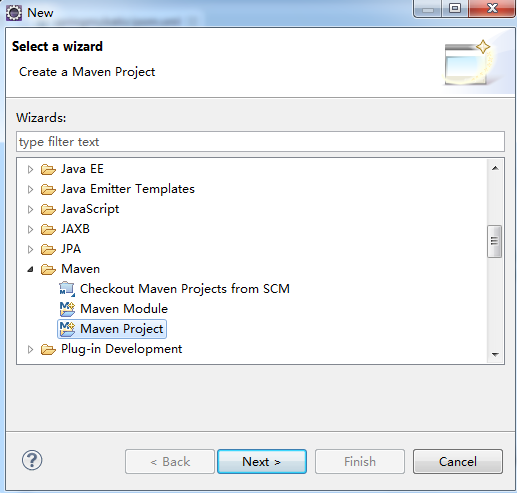 New
Select a wizard
Create a Maven Project
Wizards:
type filter text
Java EE
Java Emitter Templates
JavaScript
JAXB
JPA
Maven
Checkout Maven Projects from SCM
Maven Module
Maven Project
Plug-in Development
? < Back Next > Finish Cancel